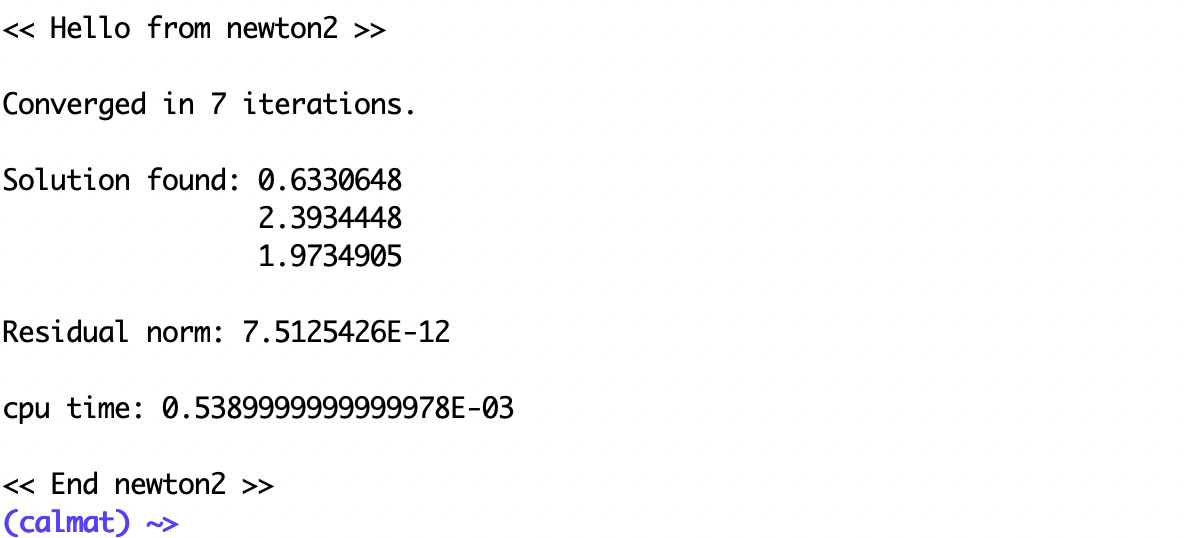 << Hello from newton2 >>
Converged in 7 iterations.
Solution found: 0.6330648
2.3934448
1.9734905
Residual norm: 7.5125426E-12
cpu time: 0.5389999999999978E-03
<< End newton2 >>
(calmat) ~>